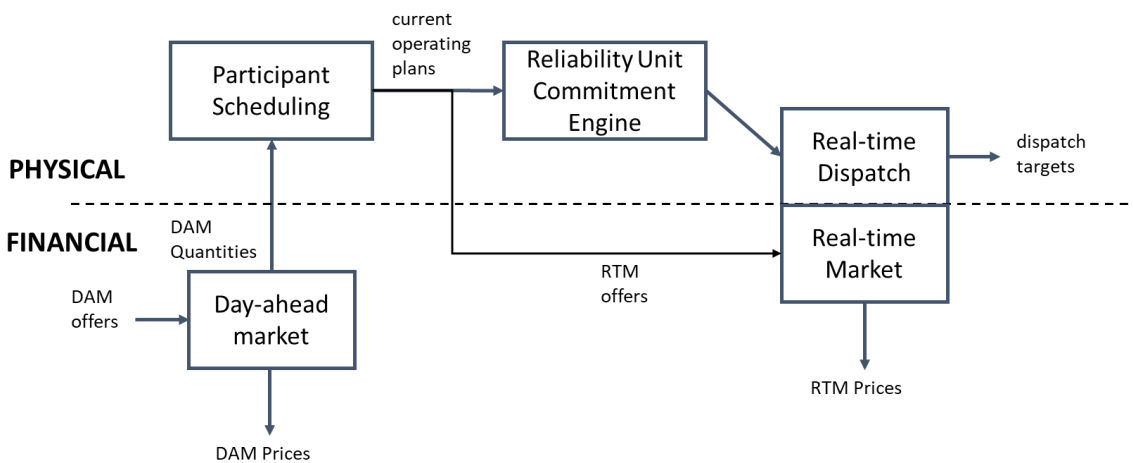 current
operating
plans
Participant
Scheduling
Reliability Unit
Commitment
Engine
Real-time
Dispatch
dispatch
targets
PHYSICAL
FINANCIAL
DAM
Quantities
Real-time
Market
RTM
offers
DAM
offers
Day-ahead
market
RTM Prices
DAM Prices